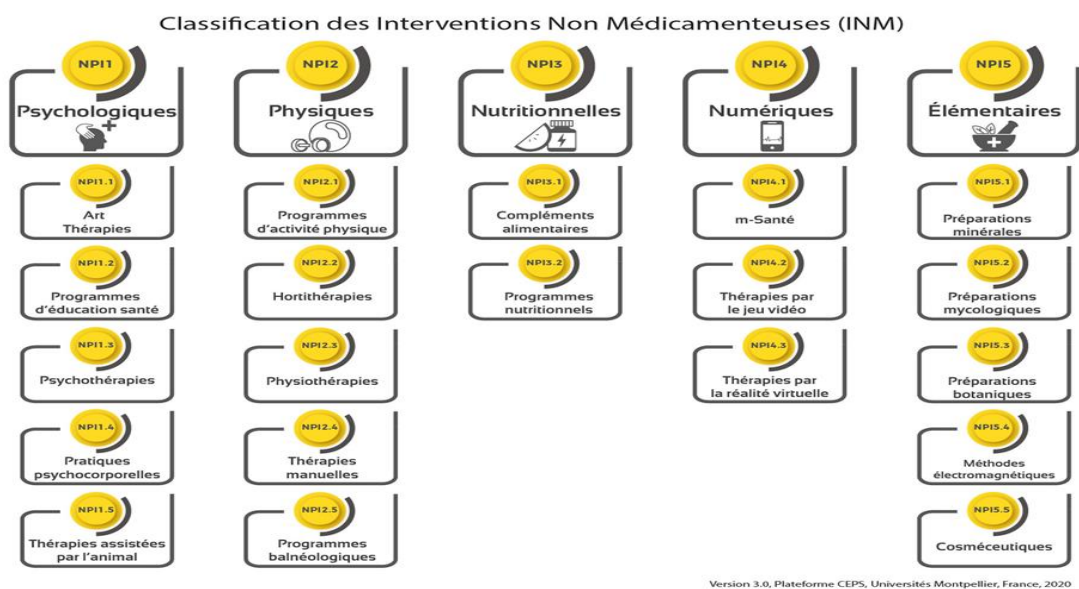 Classification des Interventions Non Médicamenteuses (INM)
NPI1
Psychologiques
NPI1.1
Art
Thérapies
NPI1.2
Programmes
d'éducation santé
NPI1.3
Psychothérapies
NPI1.4
Pratiques
psychocorporelles
NPI1.5
Thérapies assistées
par l'animal
NPI2
Physiques
NPI2.1
Programmes
d'activité physique
NPI2.2
Hortithérapies
NPI2.3
Physiothérapies
NPI2.4
Thérapies
manuelles
NPI2.5
Programmes
balnéologiques
NPI3
Nutritionnelles
NPI3.1
Compléments
alimentaires
NPI3.2
Programmes
nutritionnels
NPI4
Numériques
NPI4.1
m-Santé
NPI4.2
Thérapies par
le jeu vidéo
NPI4.3
Thérapies par
la réalité virtuelle
NPI5
Élémentaires
NPI5.1
Préparations
minérales
NPI5.2
Préparations
mycologiques
NPI5.3
Préparations
botaniques
NPI5.4
Méthodes
électromagnétiques
NPI5.5
Cosméceutiques
Version 3.0, Plateforme CEPS, Universités Montpellier, France, 2020